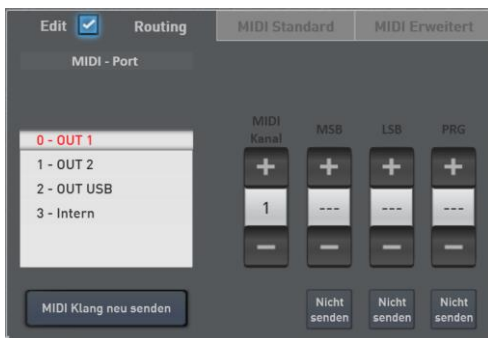 Edit Routing MIDI Standard MIDI Erweitert
MIDI - Port
MIDI
Kanal MSB LSB PRG
0 - OUT 1
1 - OUT 2
2 - OUT USB
3 - Intern
+ + + +
1 --- --- ---
- - - -
MIDI Klang neu senden
Nicht
senden
Nicht
senden
Nicht
senden